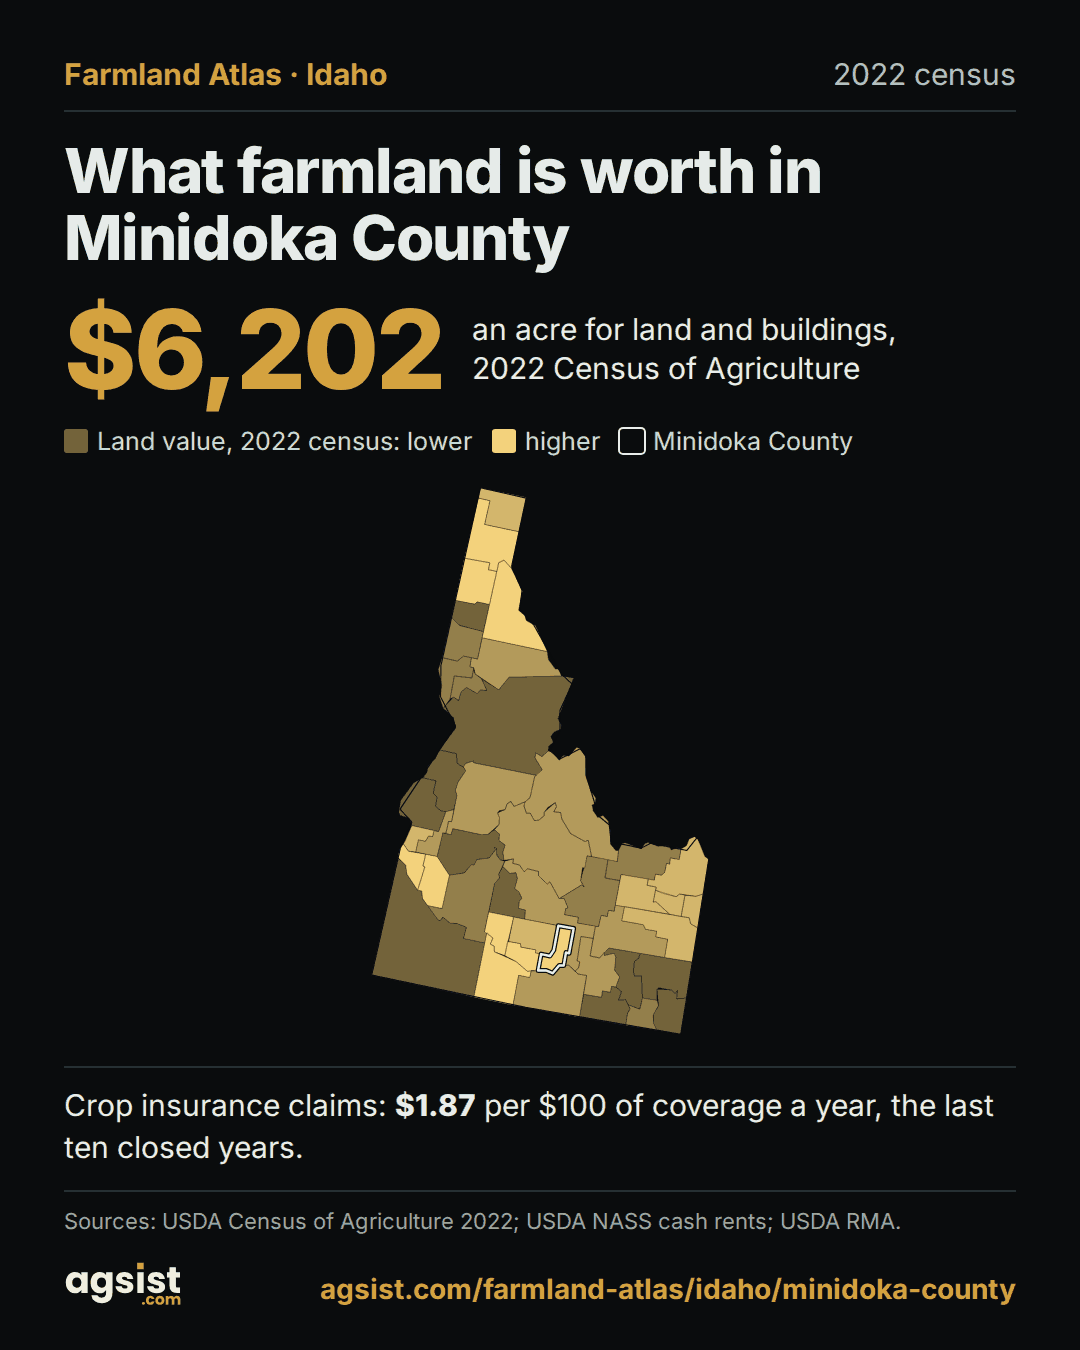 Farmland Atlas · Idaho
2022 census
What farmland is worth in
Minidoka County
$6,202
an acre for land and buildings,
2022 Census of Agriculture
Land value, 2022 census: lower
higher
Minidoka County
Crop insurance claims: $1.87 per $100 of coverage a year, the last
ten closed years.
Sources: USDA Census of Agriculture 2022; USDA NASS cash rents; USDA RMA.
agsist
.com
agsist.com/farmland-atlas/idaho/minidoka-county